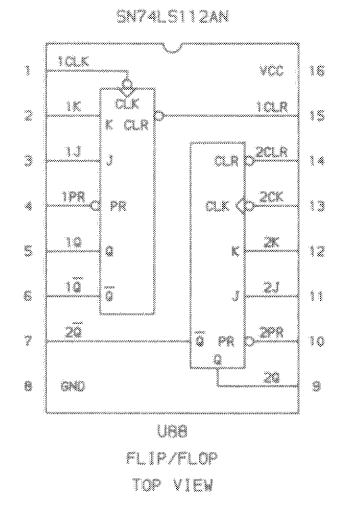 SN74LS112AN
1 1CLK VCC 16
CLK
2 1K K CLR 1CLR 15
3 1J J CLR 2CLR 14
4 1PR PR CLK 2CK 13
5 1Q Q K 2K 12
6 1Q̅ Q̅ J 2J 11
7 2Q̅ Q̅ PR 2PR 10
Q
8 GND 2Q 9
U88
FLIP/FLOP
TOP VIEW